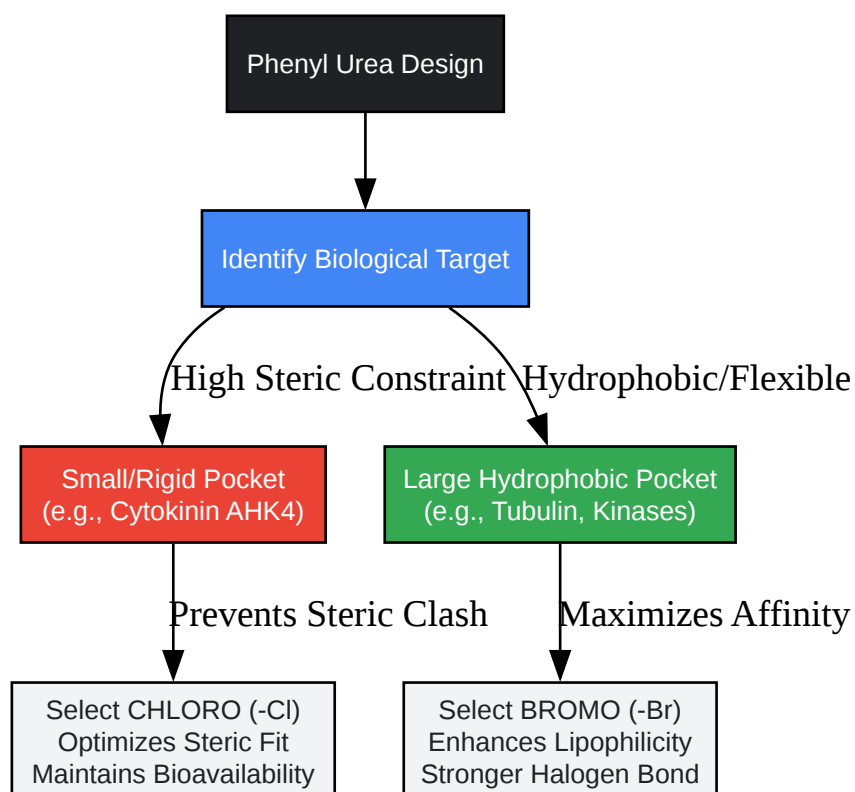 Phenyl Urea Design
Identify Biological Target
High Steric Constraint
Hydrophobic/Flexible
Small/Rigid Pocket
(e.g., Cytokinin AHK4)
Large Hydrophobic Pocket
(e.g., Tubulin, Kinases)
Prevents Steric Clash
Maximizes Affinity
Select CHLORO (-Cl)
Optimizes Steric Fit
Maintains Bioavailability
Select BROMO (-Br)
Enhances Lipophilicity
Stronger Halogen Bond